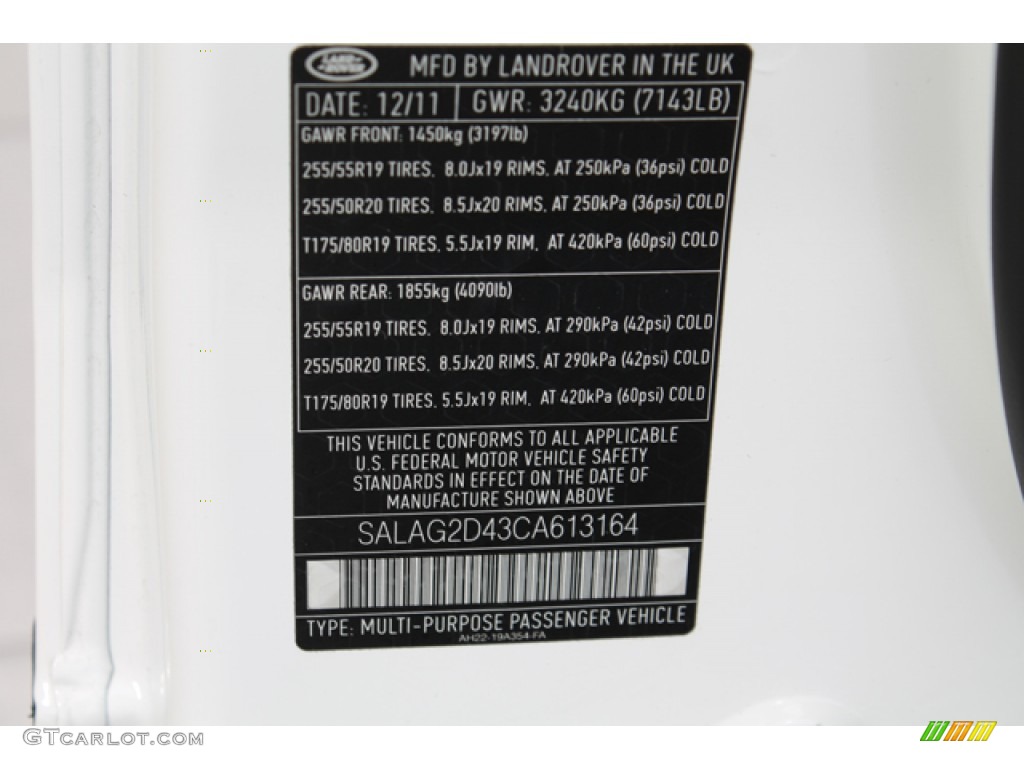 LAND ROVER MFD BY LANDROVER IN THE UK
DATE: 12/11 GWR: 3240KG (7143LB)
GAWR FRONT: 1450kg (3197lb)
255/55R19 TIRES. 8.0Jx19 RIMS. AT 250kPa (36psi) COLD
255/50R20 TIRES. 8.5Jx20 RIMS. AT 250kPa (36psi) COLD
T175/80R19 TIRES. 5.5Jx19 RIM. AT 420kPa (60psi) COLD
GAWR REAR: 1855kg (4090lb)
255/55R19 TIRES. 8.0Jx19 RIMS. AT 290kPa (42psi) COLD
255/50R20 TIRES. 8.5Jx20 RIMS. AT 290kPa (42psi) COLD
T175/80R19 TIRES. 5.5Jx19 RIM. AT 420kPa (60psi) COLD
THIS VEHICLE CONFORMS TO ALL APPLICABLE
U.S. FEDERAL MOTOR VEHICLE SAFETY
STANDARDS IN EFFECT ON THE DATE OF
MANUFACTURE SHOWN ABOVE
SALAG2D43CA613164
TYPE: MULTI-PURPOSE PASSENGER VEHICLE
AH22-19A354-FA
GTCARLOT.COM